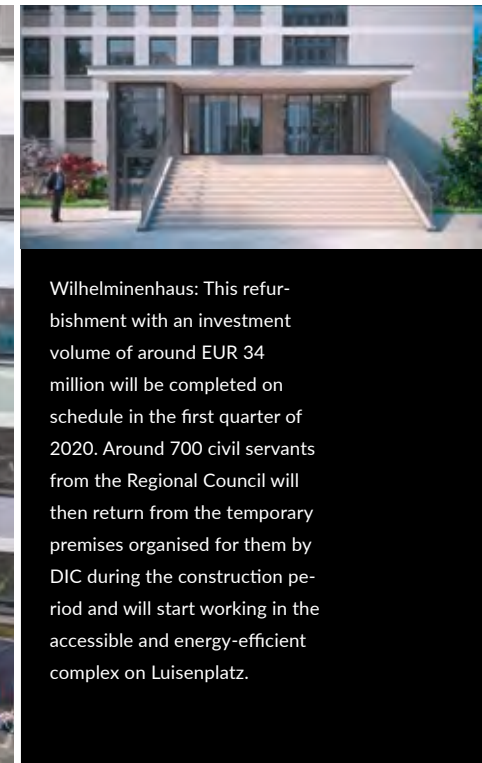 Wilhelminenhaus: This refur-
bishment with an investment
volume of around EUR 34
million will be completed on
schedule in the first quarter of
2020. Around 700 civil servants
from the Regional Council will
then return from the temporary
premises organised for them by
DIC during the construction pe-
riod and will start working in the
accessible and energy-efficient
complex on Luisenplatz.